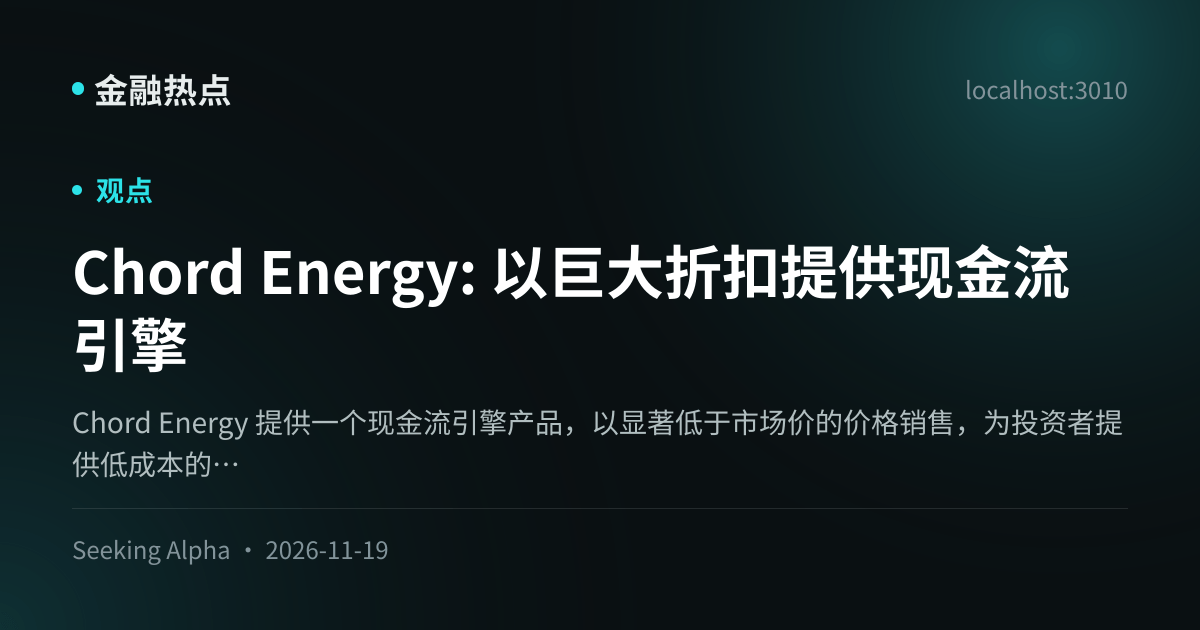 金融热点
localhost:3010
观点
Chord Energy: 以巨大折扣提供现金流
引擎
Chord Energy 提供一个现金流引擎产品，以显著低于市场价的价格销售，为投资者提
供低成本的…
Seeking Alpha • 2026-11-19